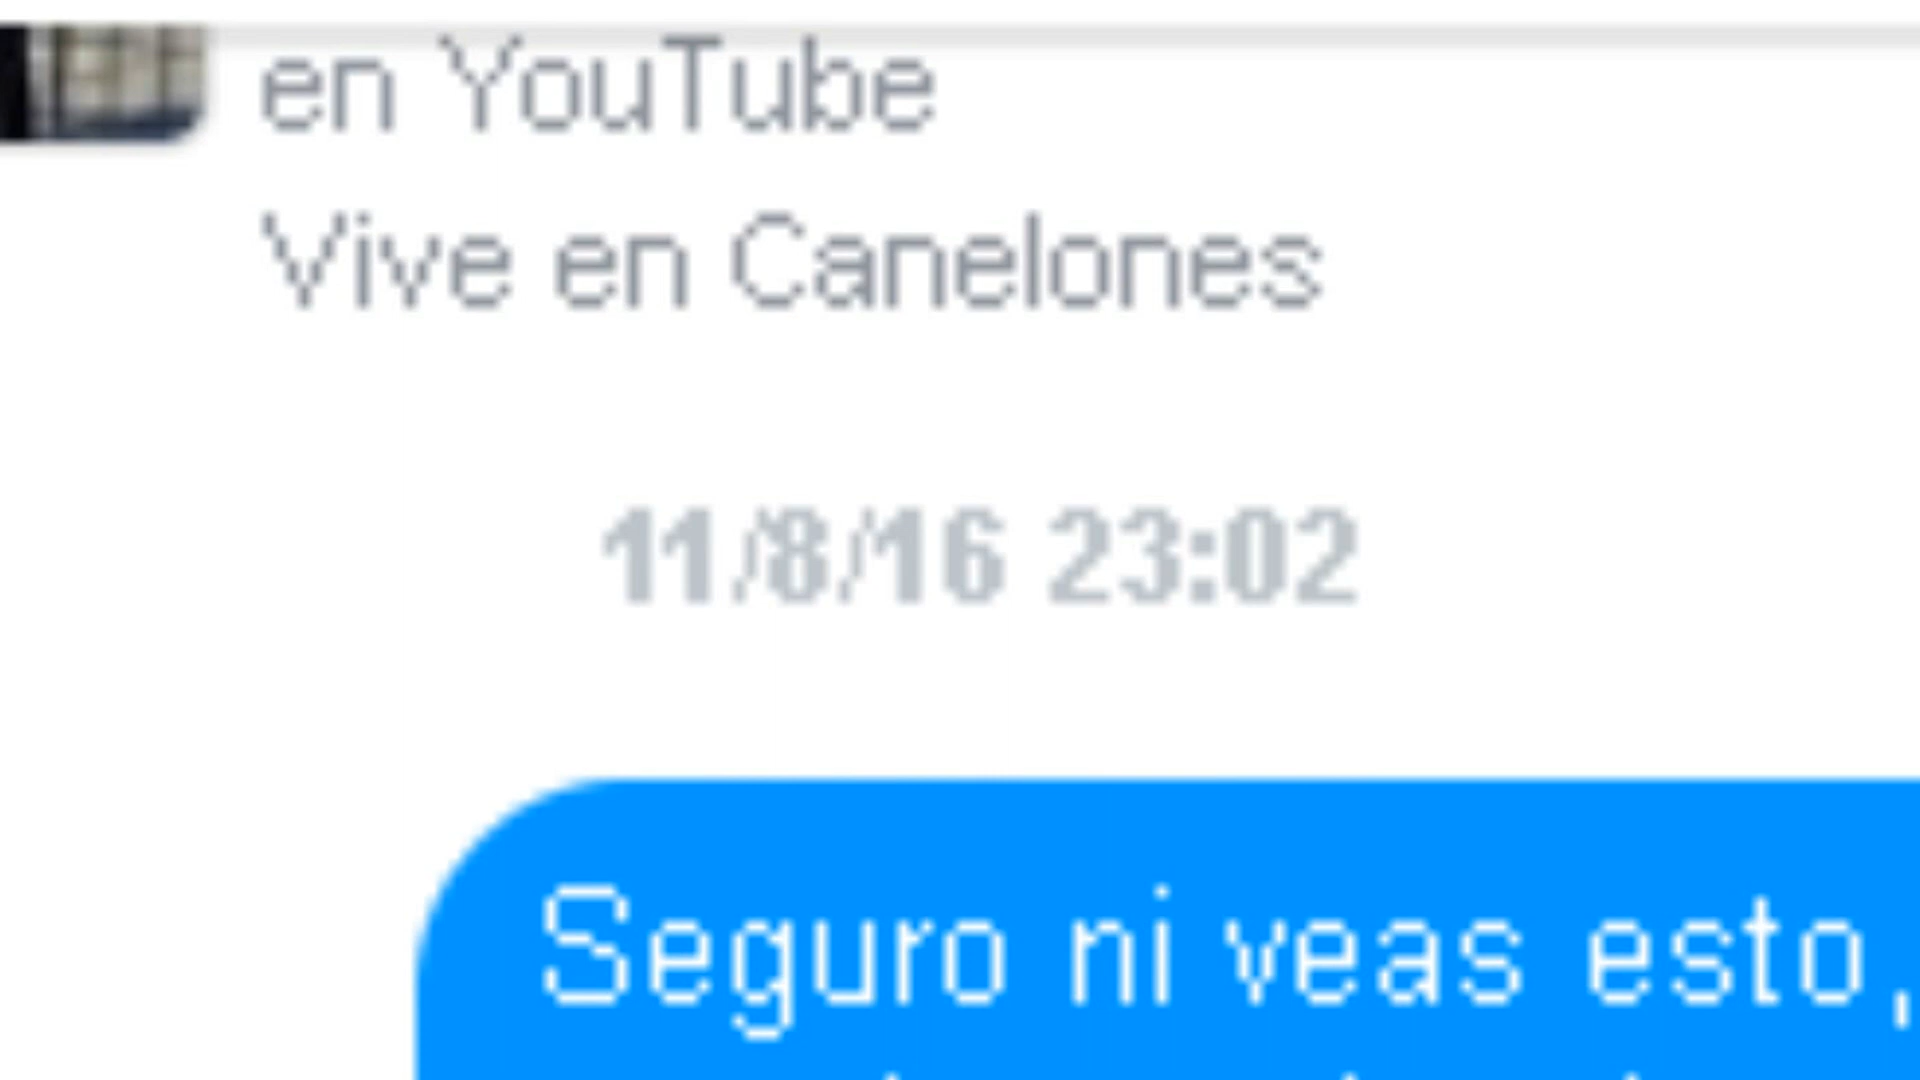 en YouTube
Vive en Canelones
11/8/16 23:02
Seguro ni veas esto,